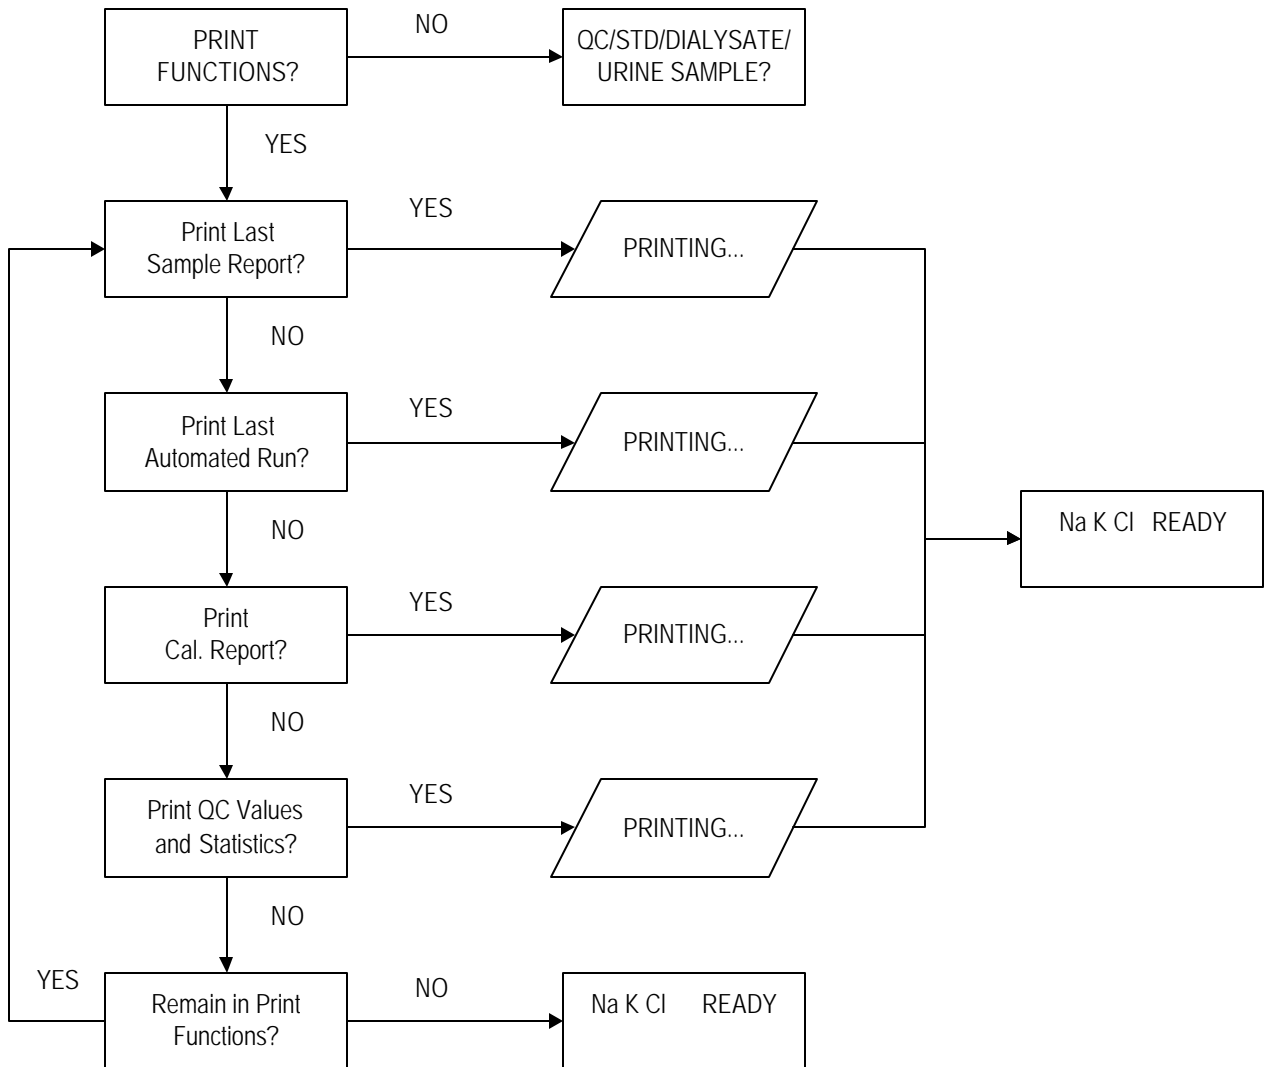 PRINT
FUNCTIONS?
NO
QC/STD/DIALYSATE/
URINE SAMPLE?
YES
Print Last
Sample Report?
YES
PRINTING...
NO
Print Last
Automated Run?
YES
PRINTING...
NO
Na K Cl READY
Print
Cal. Report?
YES
PRINTING...
NO
Print QC Values
and Statistics?
YES
PRINTING...
NO
YES
Remain in Print
Functions?
NO
Na K Cl READY